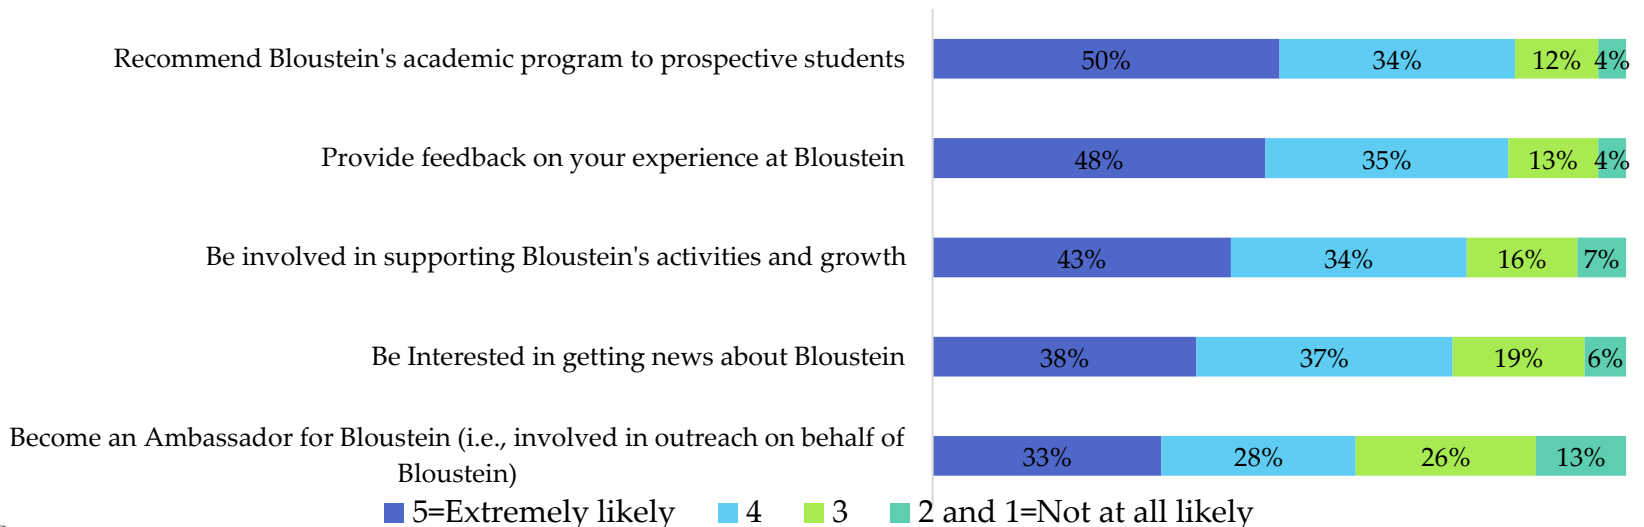 Recommend Bloustein's academic program to prospective students 50% 34% 12% 4%
Provide feedback on your experience at Bloustein 48% 35% 13% 4%
Be involved in supporting Bloustein's activities and growth 43% 34% 16% 7%
Be Interested in getting news about Bloustein 38% 37% 19% 6%
Become an Ambassador for Bloustein (i.e., involved in outreach on behalf of
Bloustein) 33% 28% 26% 13%
5=Extremely likely 4 3 2 and 1=Not at all likely